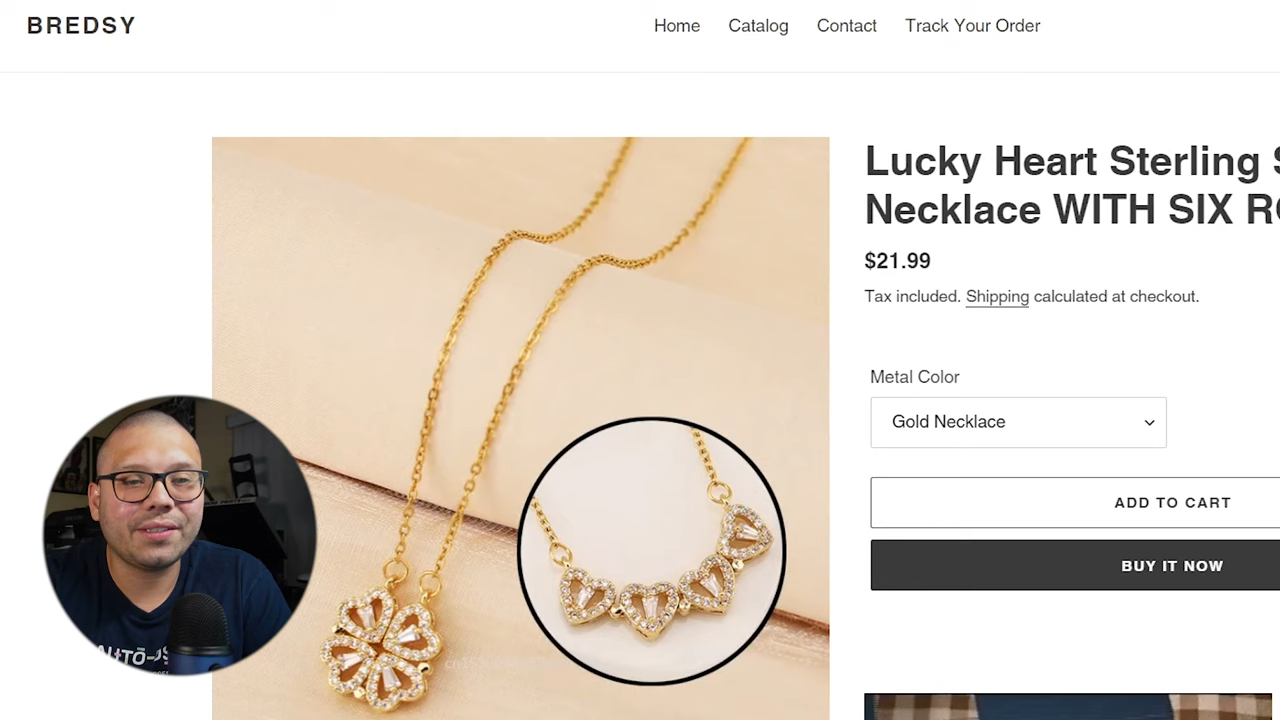 BREDSY
Home Catalog Contact Track Your Order
Lucky Heart Sterling
Necklace WITH SIX
$21.99
Tax included. Shipping calculated at checkout.
Metal Color
Gold Necklace
ADD TO CART
BUY IT NOW